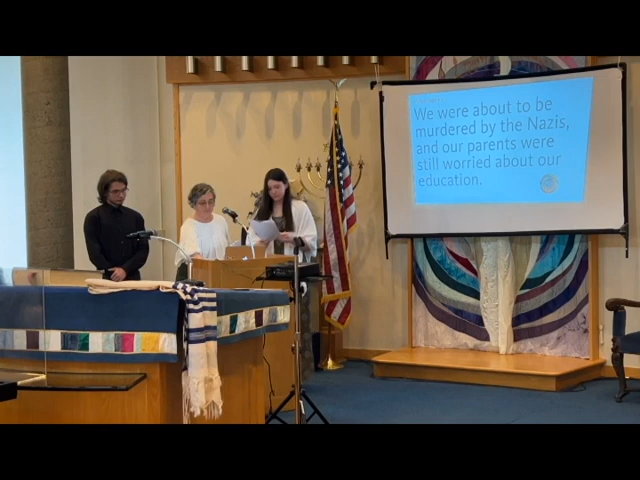 We were about to be
murdered by the Nazis,
and our parents were
still worried about our
education.